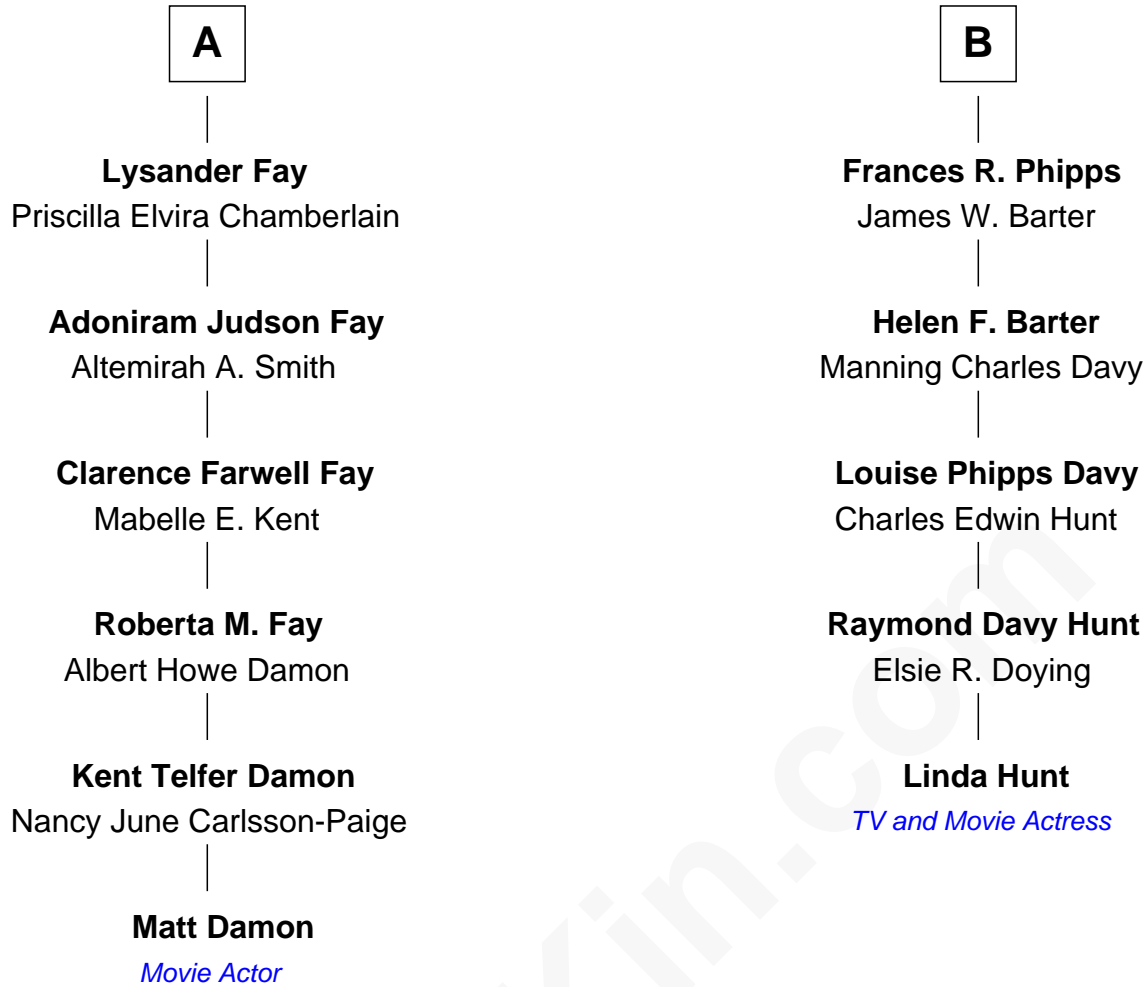 A
Lysander Fay
Priscilla Elvira Chamberlain
Adoniram Judson Fay
Altemirah A. Smith
Clarence Farwell Fay
Mabelle E. Kent
Roberta M. Fay
Albert Howe Damon
Kent Telfer Damon
Nancy June Carlsson-Paige
Matt Damon
Movie Actor
B
Frances R. Phipps
James W. Barter
Helen F. Barter
Manning Charles Davy
Louise Phipps Davy
Charles Edwin Hunt
Raymond Davy Hunt
Elsie R. Doying
Linda Hunt
TV and Movie Actress
Kin.com